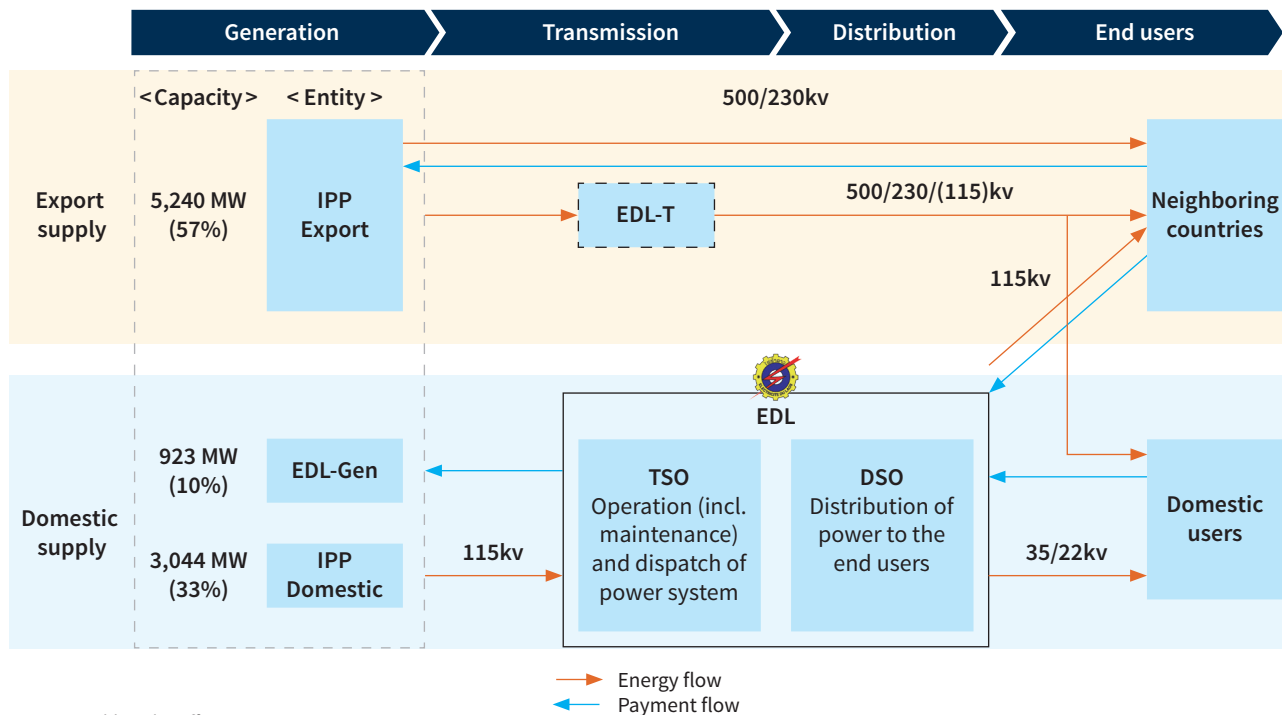 Generation
Transmission
Distribution
End users
<Capacity>
< Entity >
500/230kv
Export
supply
5,240 MW
(57%)
IPP
Export
EDL-T
500/230/(115)kv
Neighboring
countries
115kv
EDL
Domestic
supply
923 MW
(10%)
EDL-Gen
3,044 MW
(33%)
IPP
Domestic
115kv
TSO
Operation (incl.
maintenance)
and dispatch of
power system
DSO
Distribution of
power to the
end users
35/22kv
Domestic
users
Energy flow
Payment flow